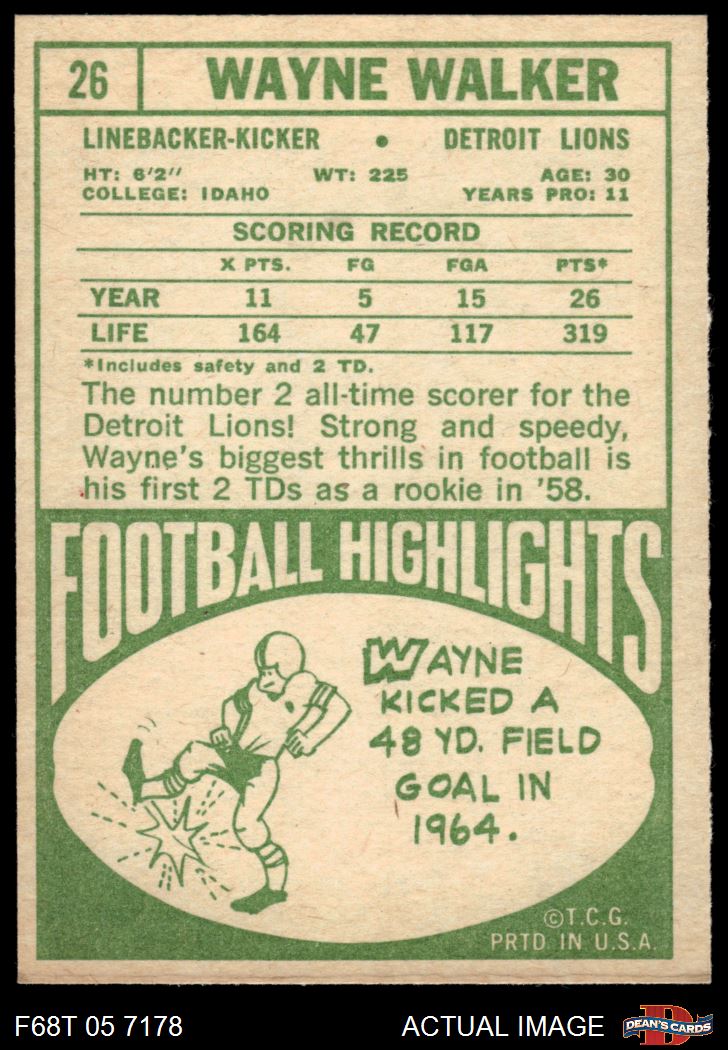 26 WAYNE WALKER
LINEBACKER-KICKER • DETROIT LIONS
HT: 6'2" WT: 225 AGE: 30
COLLEGE: IDAHO YEARS PRO: 11
SCORING RECORD
X PTS. FG FGA PTS*
YEAR 11 5 15 26
LIFE 164 47 117 319
*Includes safety and 2 TD.
The number 2 all-time scorer for the
Detroit Lions! Strong and speedy,
Wayne's biggest thrills in football is
his first 2 TDs as a rookie in '58.
FOOTBALL HIGHLIGHTS
WAYNE
KICKED A
48 YD. FIELD
GOAL IN
1964.
©T.C.G.
PRTD. IN U.S.A.
F68T 05 7178 ACTUAL IMAGE D DEAN'S CARDS